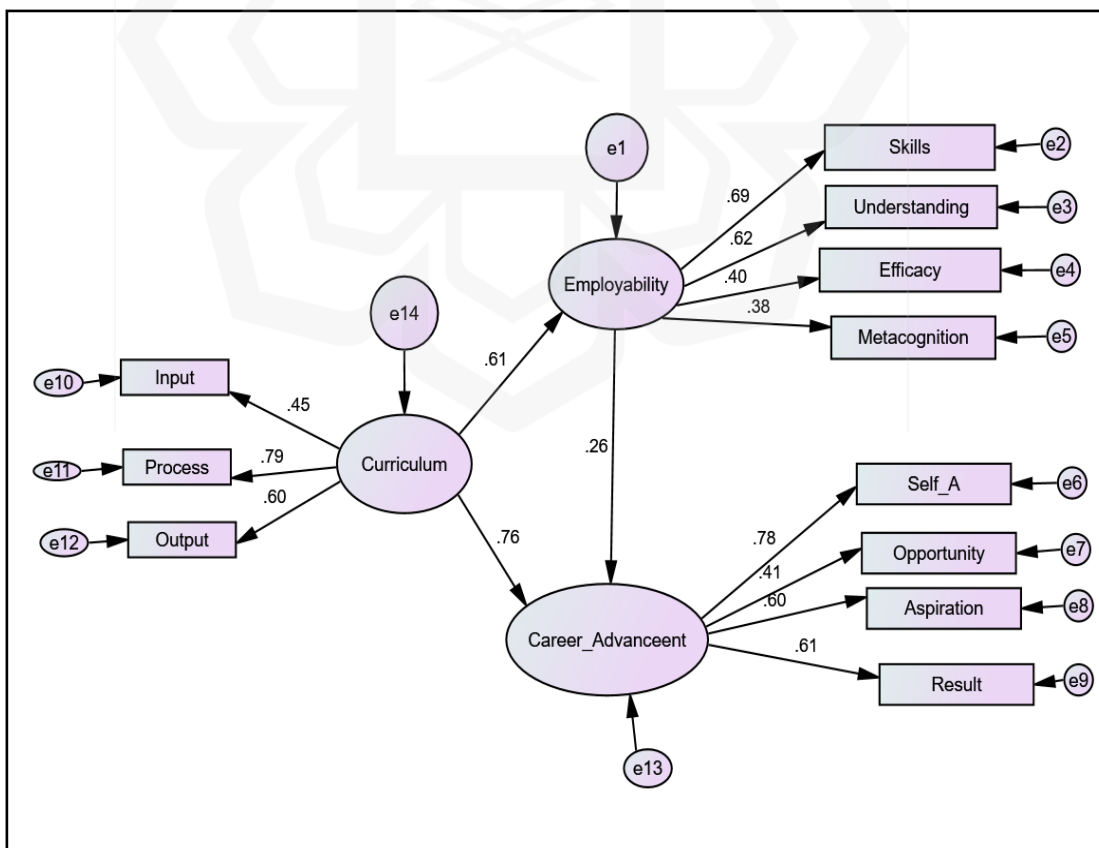 e1
Skills
e2
.69
Understanding
e3
.62
Employability
Efficacy
e4
.40
.38
Metacognition
e5
e14
.61
e10
Input
.45
.26
Curriculum
e11
Process
.79
.60
e12
Output
.76
Self_A
e6
.78
Opportunity
e7
.41
.60
Aspiration
e8
Career_Advanceent
.61
Result
e9
e13